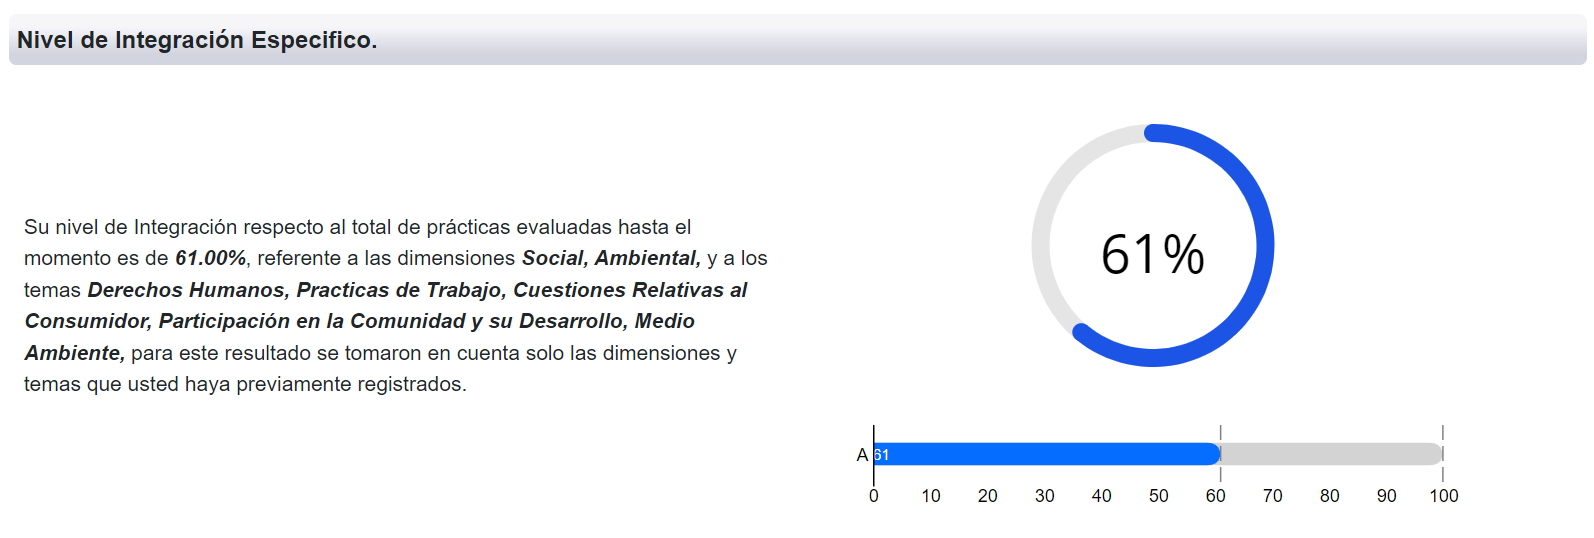 Nivel de Integración Especifico.
Su nivel de Integración respecto al total de prácticas evaluadas hasta el
momento es de 61.00%, referente a las dimensiones Social, Ambiental, y a los
temas Derechos Humanos, Practicas de Trabajo, Cuestiones Relativas al
Consumidor, Participación en la Comunidad y su Desarrollo, Medio
Ambiente, para este resultado se tomaron en cuenta solo las dimensiones y
temas que usted haya previamente registrados.
61%
A 61
0 10 20 30 40 50 60 70 80 90 100